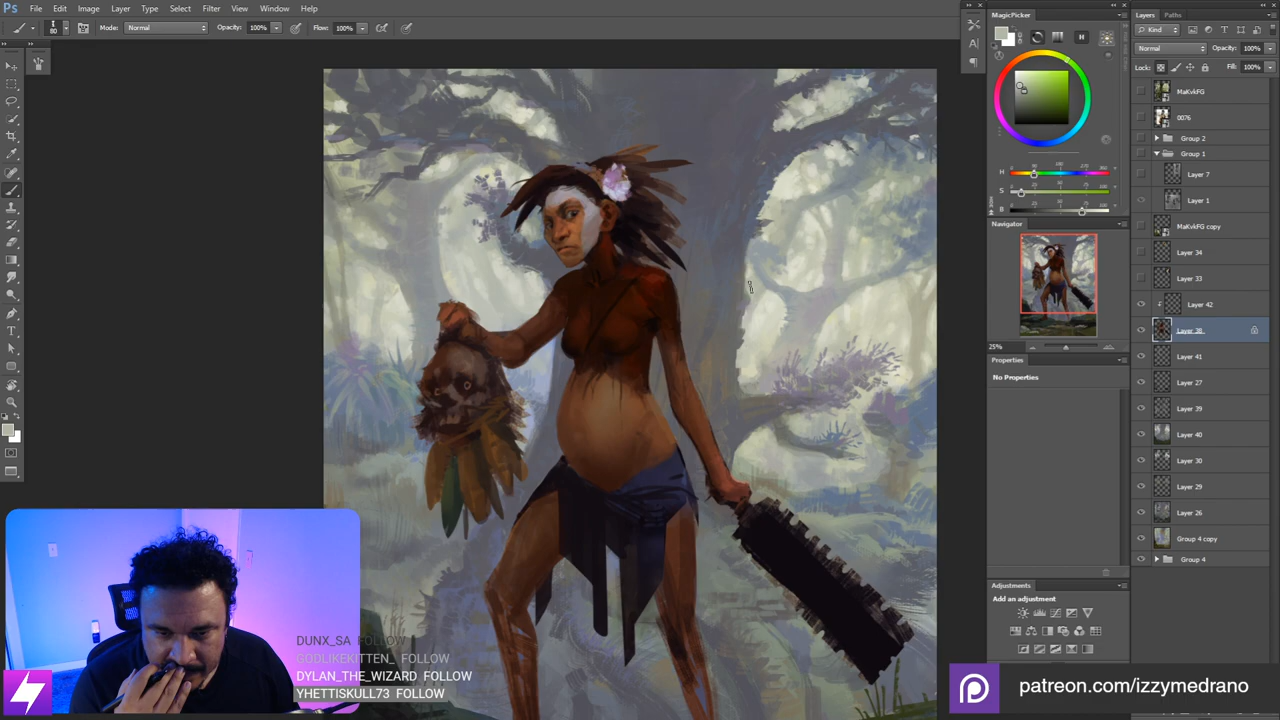 Ps File Edit Image Layer Type Select Filter 3D View Window Help
80 Mode: Normal Opacity: 100% Flow: 100%
MagicPicker
H
H
S
B
Navigator
25%
Properties
No Properties
Adjustments
Add an adjustment
Layers Paths
Kind
Normal Opacity: 100%
Lock: Fill: 100%
MaKvkFG
0076
Group 2
Group 1
Layer 7
Layer 1
MaKvkFG copy
Layer 34
Layer 33
Layer 42
Layer 38
Layer 41
Layer 27
Layer 39
Layer 40
Layer 30
Layer 29
Layer 26
Group 4 copy
Group 4
DUNX_SA FOLLOW
GODLIKEKITTEN_ FOLLOW
DYLAN_THE_WIZARD FOLLOW
YHETTISKULL73 FOLLOW
patreon.com/izzymedrano